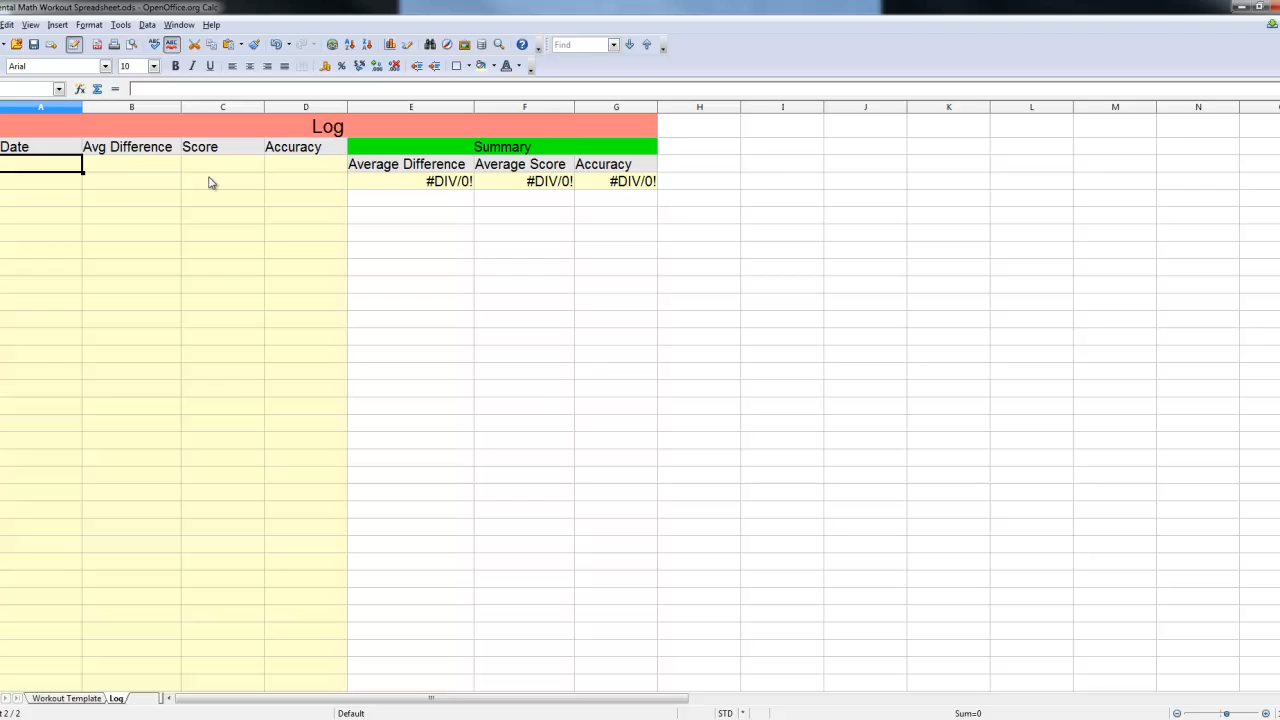 ental Math Workout Spreadsheet.ods - OpenOffice.org Calc
Edit View Insert Format Tools Data Window Help
Find
Arial 10
A B C D E F G H I J K L M N
Log
Date Avg Difference Score Accuracy Summary
Average Difference Average Score Accuracy
#DIV/0! #DIV/0! #DIV/0!
Workout Template Log
t 2 / 2 Default STD * Sum=0